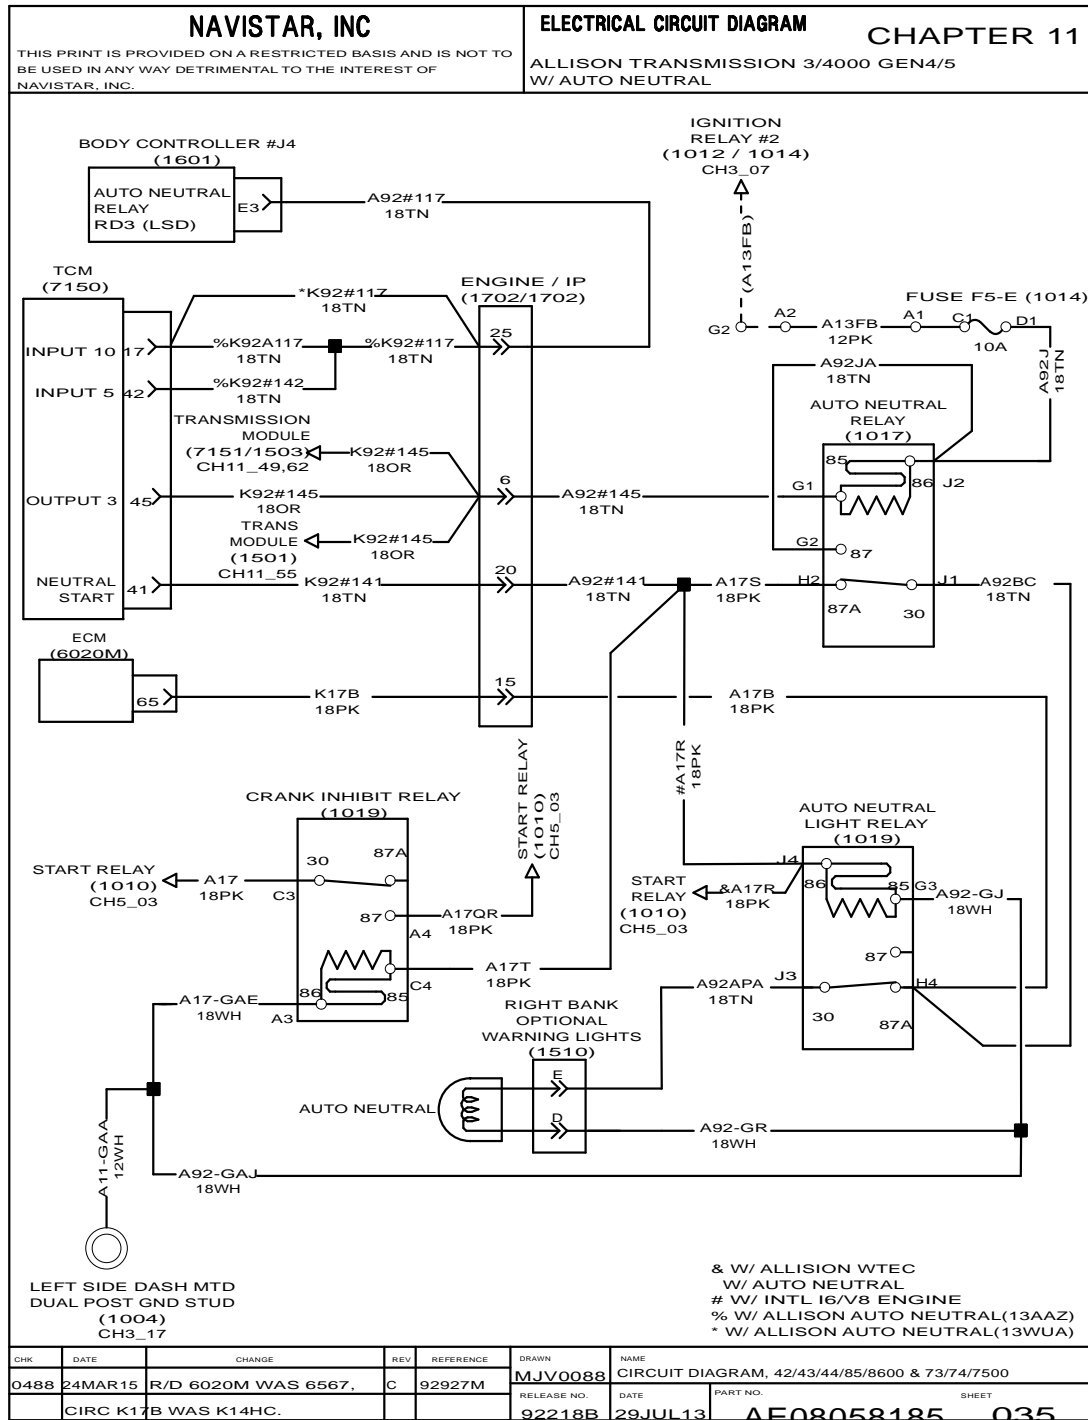 NAVISTAR, INC
THIS PRINT IS PROVIDED ON A RESTRICTED BASIS AND IS NOT TO
BE USED IN ANY WAY DETRIMENTAL TO THE INTEREST OF
NAVISTAR, INC.
ELECTRICAL CIRCUIT DIAGRAM
CHAPTER 11
ALLISON TRANSMISSION 3/4000 GEN4/5
W/ AUTO NEUTRAL
BODY CONTROLLER #J4
(1601)
AUTO NEUTRAL
RELAY
RD3 (LSD)
E3
A92#117
18TN
IGNITION
RELAY #2
(1012 / 1014)
CH3_07
(A13FB)
G2
A2
A13FB
12PK
A1
FUSE F5-E (1014)
C1
D1
10A
A92J
18TN
TCM
(7150)
INPUT 10
17
INPUT 5
42
OUTPUT 3
45
NEUTRAL
START
41
*K92#117
18TN
%K92A117
18TN
%K92#117
18TN
%K92#142
18TN
ENGINE / IP
(1702/1702)
25
6
20
15
TRANSMISSION
MODULE
(7151/1503)
CH11_49,62
K92#145
18OR
K92#145
18OR
TRANS
MODULE
(1501)
CH11_55
K92#145
18OR
K92#141
18TN
A92#145
18TN
A92#141
18TN
A17S
18PK
A92JA
18TN
AUTO NEUTRAL
RELAY
(1017)
85
86
J2
G1
G2
87
H2
J1
87A
30
A92BC
18TN
ECM
(6020M)
65
K17B
18PK
A17B
18PK
#A17R
18PK
START RELAY
(1010)
CH5_03
CRANK INHIBIT RELAY
(1019)
30
87A
START RELAY
(1010)
CH5_03
A17
18PK
C3
87
A17QR
18PK
A4
A17T
18PK
C4
86
85
A17-GAE
18WH
A3
AUTO NEUTRAL
LIGHT RELAY
(1019)
J4
START
RELAY
(1010)
CH5_03
&A17R
18PK
86
85
G3
A92-GJ
18WH
87
J3
H4
30
87A
A92APA
18TN
RIGHT BANK
OPTIONAL
WARNING LIGHTS
(1510)
E
D
AUTO NEUTRAL
A92-GR
18WH
A11-GAA
12WH
A92-GAJ
18WH
LEFT SIDE DASH MTD
DUAL POST GND STUD
(1004)
CH3_17
& W/ ALLISION WTEC
W/ AUTO NEUTRAL
# W/ INTL I6/V8 ENGINE
% W/ ALLISON AUTO NEUTRAL(13AAZ)
* W/ ALLISON AUTO NEUTRAL(13WUA)
CHK DATE CHANGE REV REFERENCE
0488 24MAR15 R/D 6020M WAS 6567, C 92927M
CIRC K17B WAS K14HC.
DRAWN
MJV0088
NAME
CIRCUIT DIAGRAM, 42/43/44/85/8600 & 73/74/7500
RELEASE NO.
92218B
DATE
29JUL13
PART NO.
AE08058185
SHEET
035